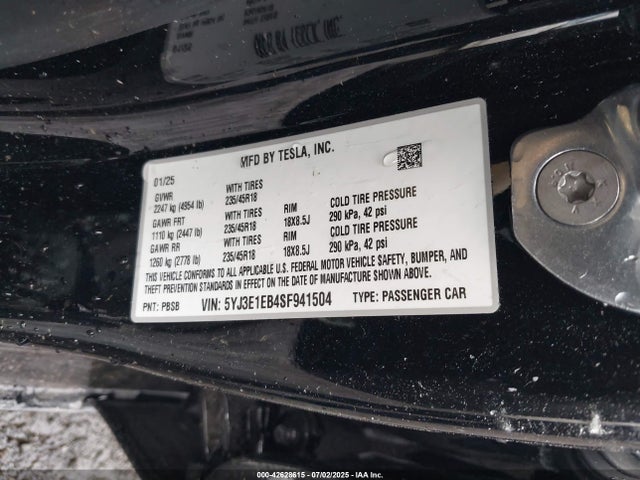 MFD BY TESLA, INC.
01/25
GVWR WITH TIRES RIM COLD TIRE PRESSURE
2247 kg (4954 lb) 235/45R18 18X8.5J 290 kPa, 42 psi
GAWR FRT WITH TIRES RIM COLD TIRE PRESSURE
1110 kg (2447 lb) 235/45R18 18X8.5J 290 kPa, 42 psi
GAWR RR WITH TIRES
1260 kg (2778 lb) 235/45R18
THIS VEHICLE CONFORMS TO ALL APPLICABLE U.S. FEDERAL MOTOR VEHICLE SAFETY, BUMPER, AND
THEFT PREVENTION STANDARDS IN EFFECT ON THE DATE OF MANUFACTURE SHOWN ABOVE.
PNT: PBSB VIN: 5YJ3E1EB4SF941504 TYPE: PASSENGER CAR
000-42628615 - 07/02/2025 - IAA Inc.